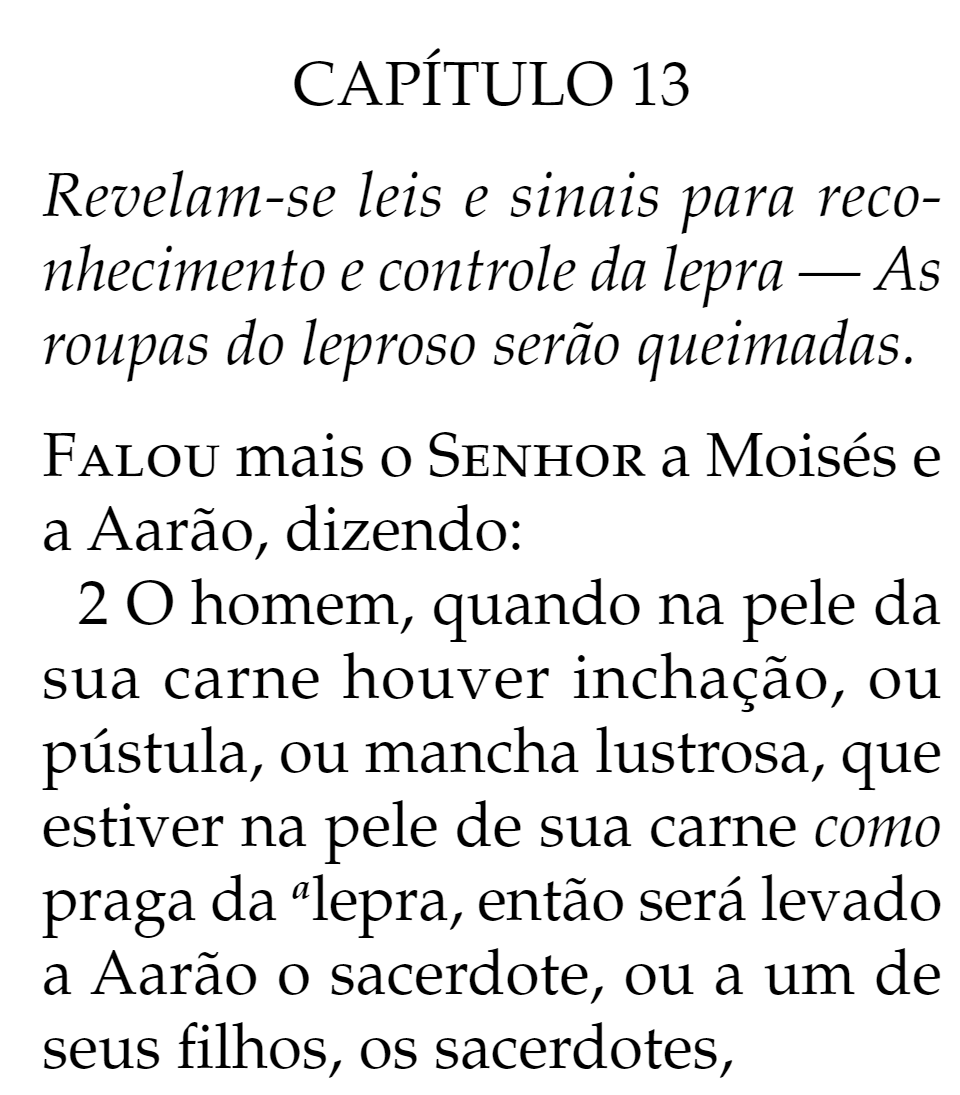 CAPÍTULO 13
Revelam-se leis e sinais para reco-
nhecimento e controle da lepra — As
roupas do leproso serão queimadas.
FALOU mais o SENHOR a Moisés e
a Aarão, dizendo:
2 O homem, quando na pele da
sua carne houver inchação, ou
pústula, ou mancha lustrosa, que
estiver na pele de sua carne como
praga da alepra, então será levado
a Aarão o sacerdote, ou a um de
seus filhos, os sacerdotes,